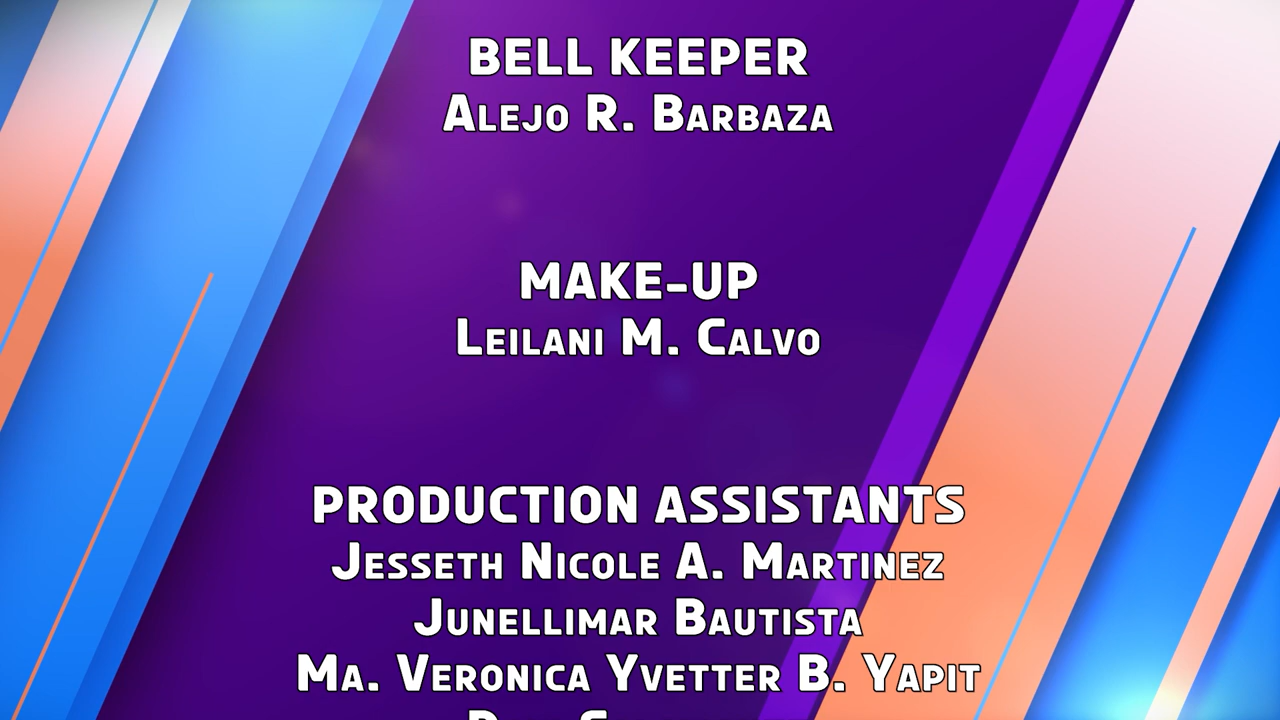 BELL KEEPER
ALEJO R. BARBAZA
MAKE-UP
LEILANI M. CALVO
PRODUCTION ASSISTANTS
JESSETH NICOLE A. MARTINEZ
JUNELLIMAR BAUTISTA
MA. VERONICA YVETTER B. YAPIT